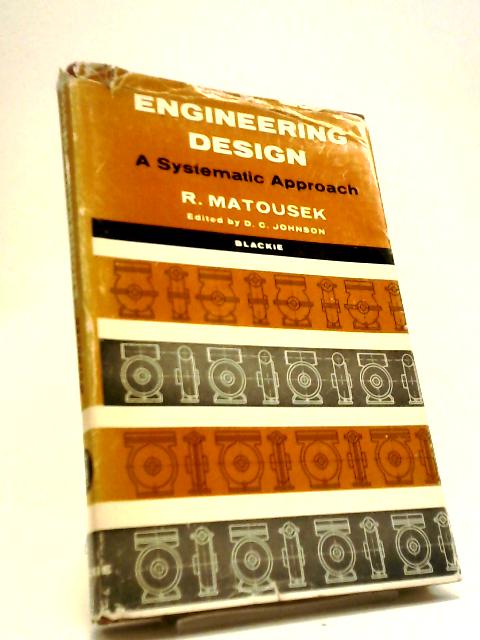 ENGINEERING
DESIGN
A Systematic Approach
R. MATOUSEK
Edited by D. C. JOHNSON
BLACKIE